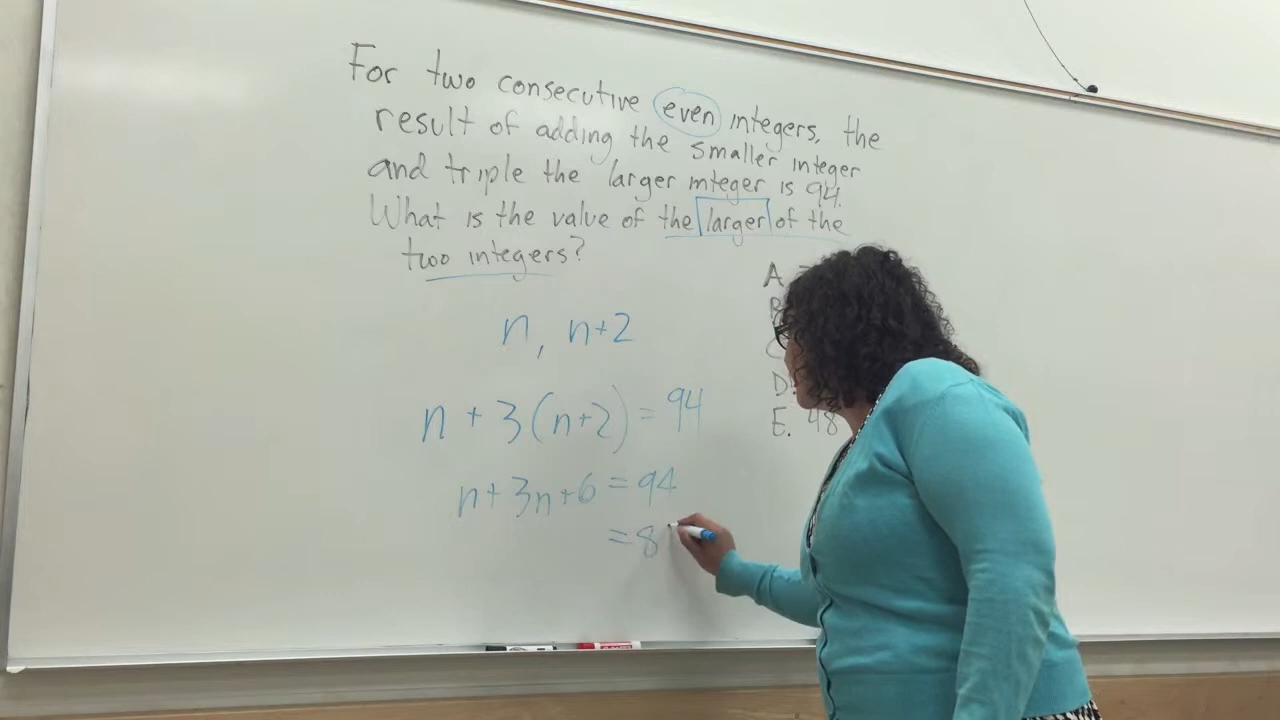 For two consecutive even integers, the
result of adding the smaller integer
and triple the larger integer is 94.
What is the value of the larger of the
two integers?
A.
B
C
D.
E. 48
n, n+2
n + 3(n+2) = 94
n+3n+6 = 94
= 8